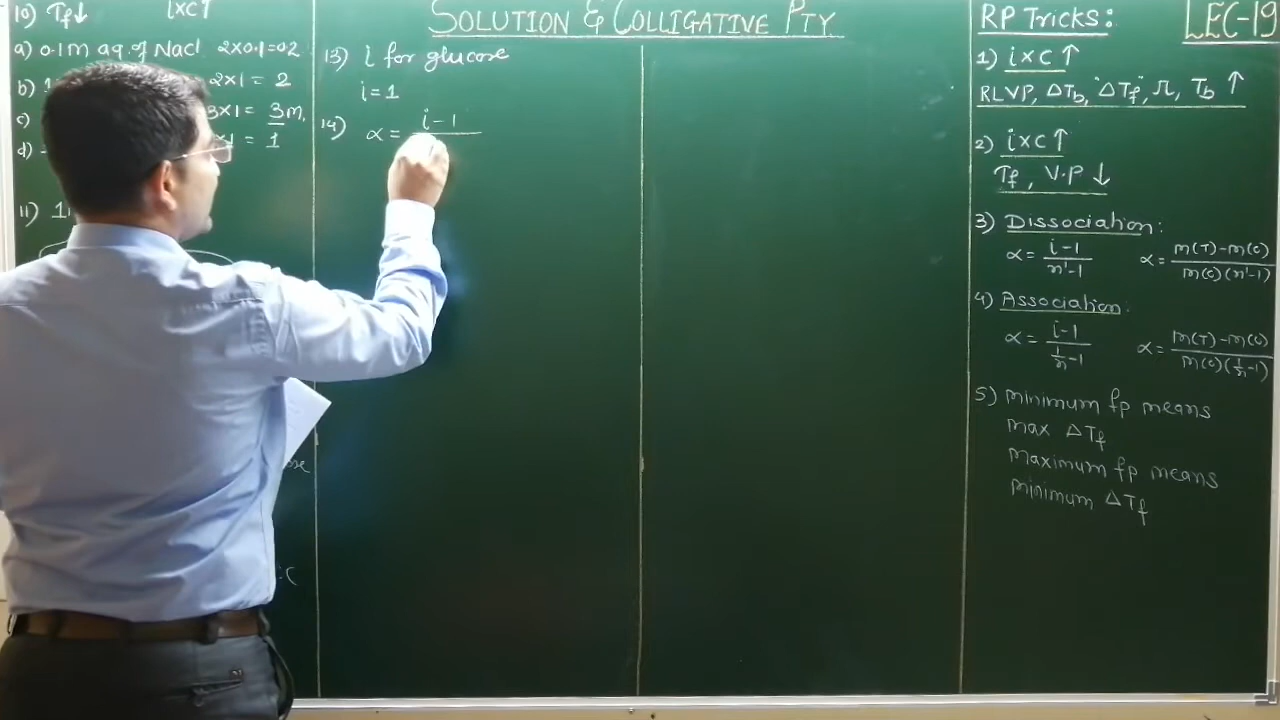 SOLUTION & COLLIGATIVE PTY
LEC-19
10) Tf↓ i×C↑
a) 0.1m aq. of NaCl 2×0.1=0.2
b) 1 2×1 = 2
c) 3×1 = 3m.
d) ×1 = 1
11) 1
13) i for glucose
i=1
14) α = i-1
RP Tricks:
1) i×C↑
RLVP, ΔTb, ΔTf, π, Tb ↑
2) i×C↑
Tf, V.P ↓
3) Dissociation:
α = i-1/n'-1 α = m(T)-m(O)/m(O)(n'-1)
4) Association:
α = i-1/(1/n-1) α = m(T)-m(O)/m(O)(1/n-1)
5) minimum fp means
max ΔTf
maximum fp means
minimum ΔTf